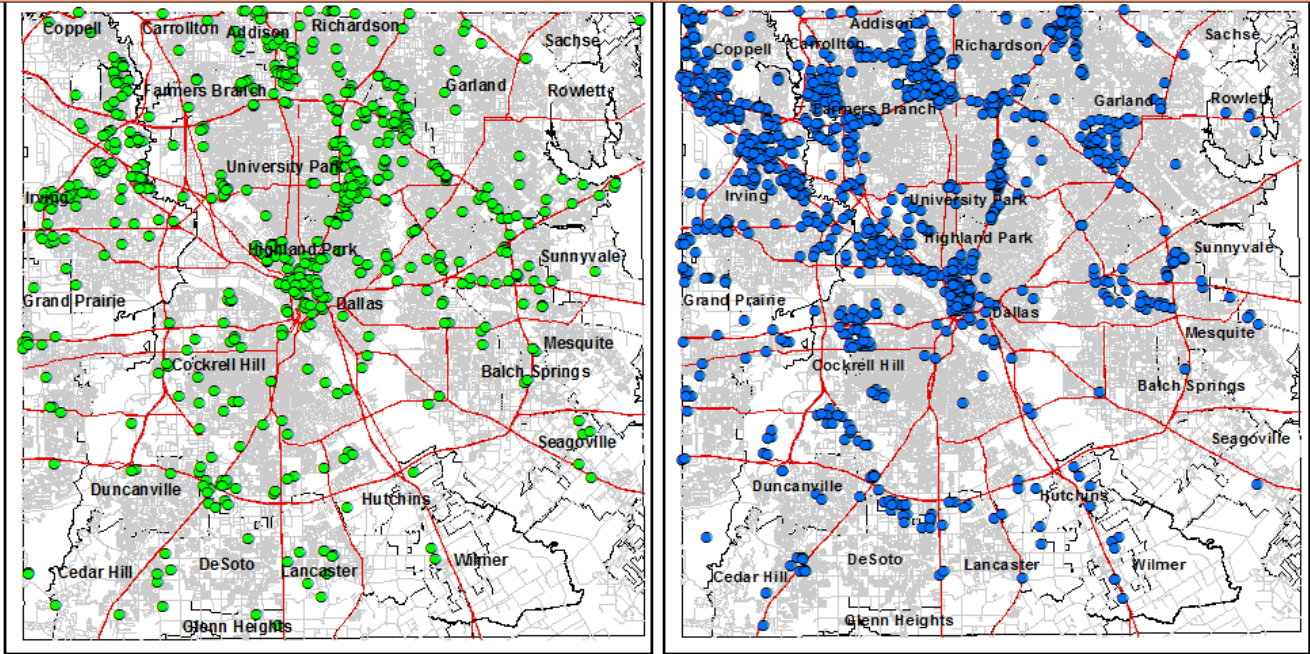 Coppell
Carrollton
Addison
Richardson
Sachse
Farmers Branch
Garland
Rowlett
University Park
Irving
Highland Park
Sunnyvale
Grand Prairie
Dallas
Mesquite
Cockrell Hill
Balch Springs
Seagoville
Duncanville
Hutchins
Cedar Hill
DeSoto
Lancaster
Wilmer
Glenn Heights
Addison
Coppell
Carrollton
Richardson
Sachse
Farmers Branch
Garland
Rowlett
Irving
University Park
Highland Park
Sunnyvale
Grand Prairie
Dallas
Mesquite
Cockrell Hill
Balch Springs
Seagoville
Duncanville
Hutchins
Cedar Hill
DeSoto
Lancaster
Wilmer
Glenn Heights